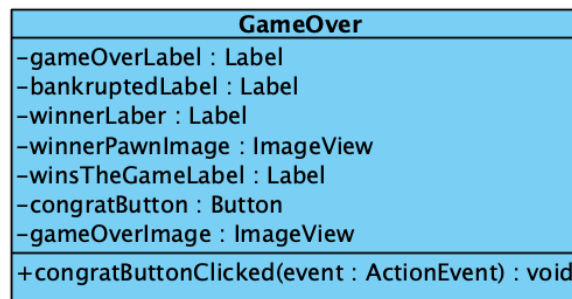 GameOver
-gameOverLabel : Label
-bankruptedLabel : Label
-winnerLaber : Label
-winnerPawnImage : ImageView
-winsTheGameLabel : Label
-congratButton : Button
-gameOverImage : ImageView
+congratButtonClicked(event : ActionEvent) : void